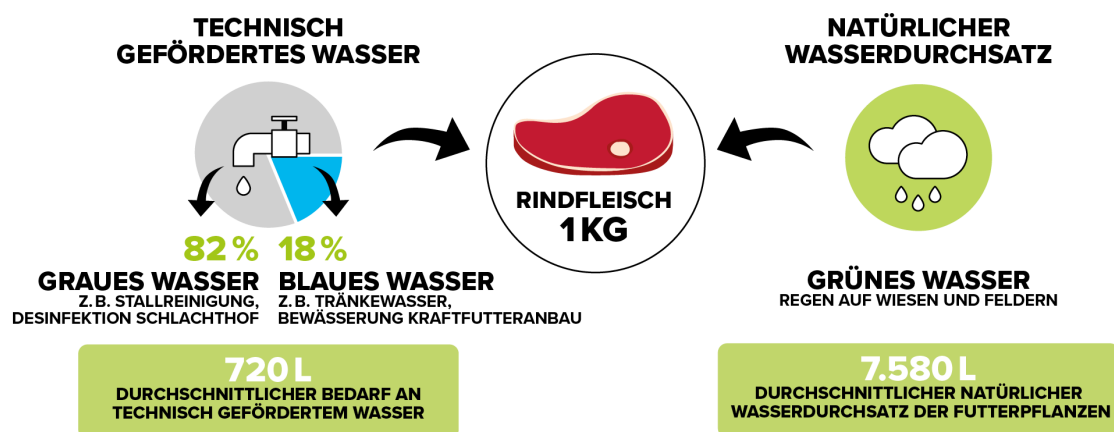 TECHNISCH
GEFÖRDERTES WASSER
82 %
GRAUES WASSER
Z. B. STALLREINIGUNG,
DESINFEKTION SCHLACHTHOF
18 %
BLAUES WASSER
Z. B. TRÄNKEWASSER,
BEWÄSSERUNG KRAFTFUTTERANBAU
720 L
DURCHSCHNITTLICHER BEDARF AN
TECHNISCH GEFÖRDERTEM WASSER
RINDFLEISCH
1 KG
NATÜRLICHER
WASSERDURCHSATZ
GRÜNES WASSER
REGEN AUF WIESEN UND FELDERN
7.580 L
DURCHSCHNITTLICHER NATÜRLICHER
WASSERDURCHSATZ DER FUTTERPFLANZEN